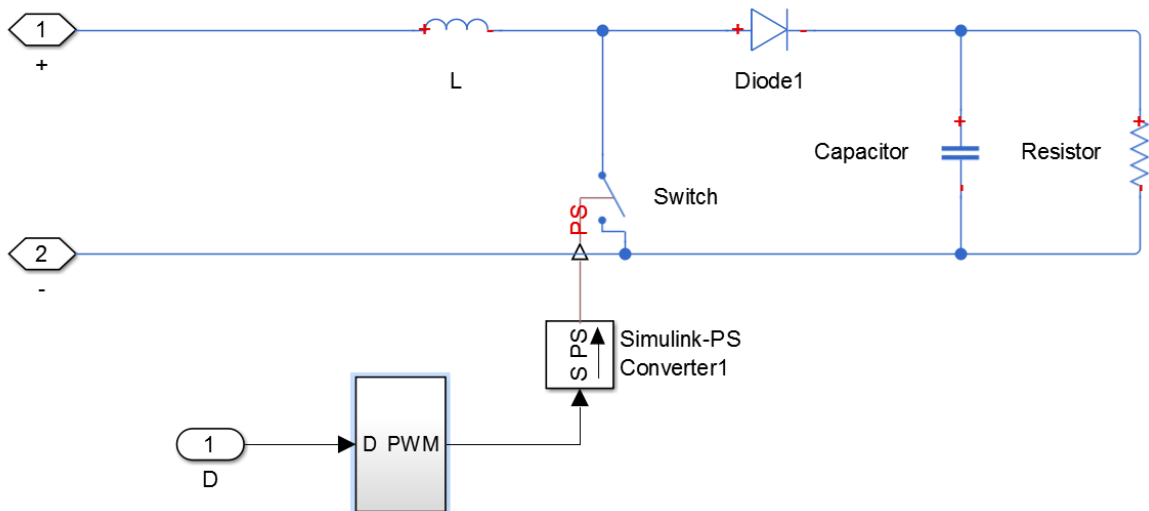 1
+
+ -
L
+ -
Diode1
+
Capacitor
-
+
Resistor
-
Switch
PS
2
-
Simulink-PS
Converter1
S PS
1
D
D PWM